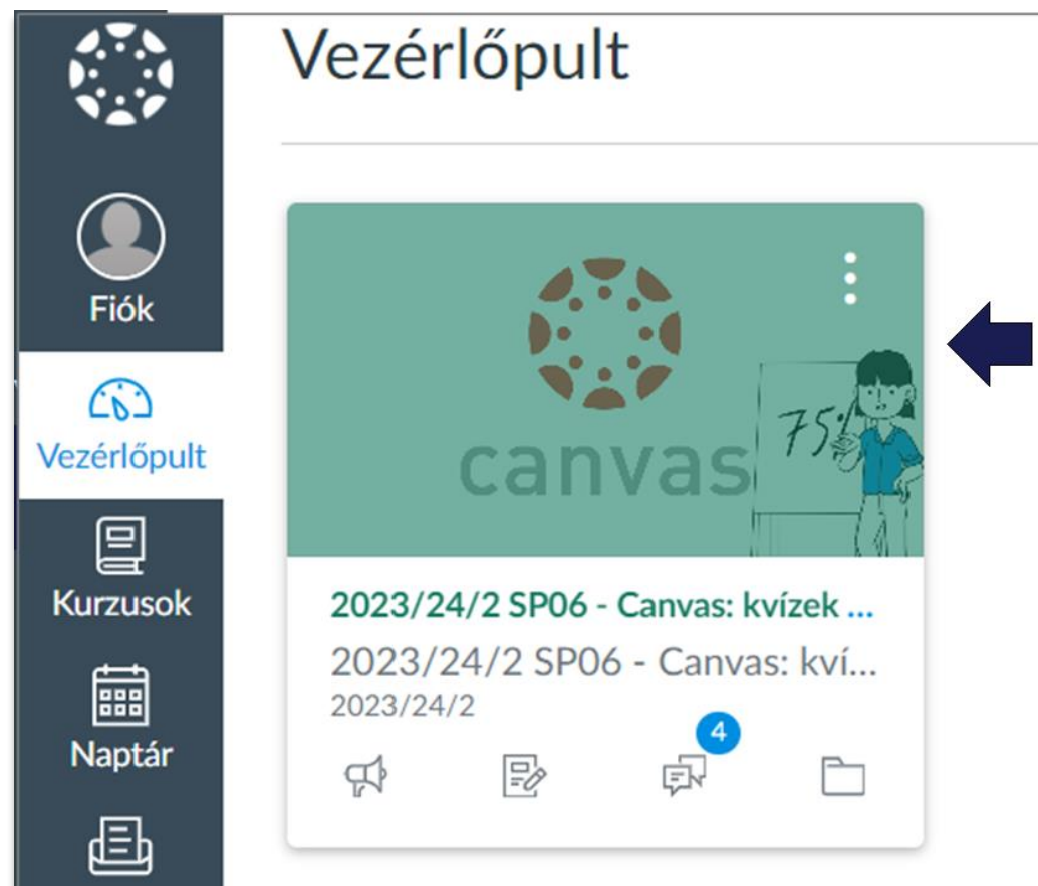 Vezérlőpult
Fiók
Vezérlőpult
Kurzusok
Naptár
canvas
75%
2023/24/2 SP06 - Canvas: kvízek ...
2023/24/2 SP06 - Canvas: kví...
2023/24/2
4